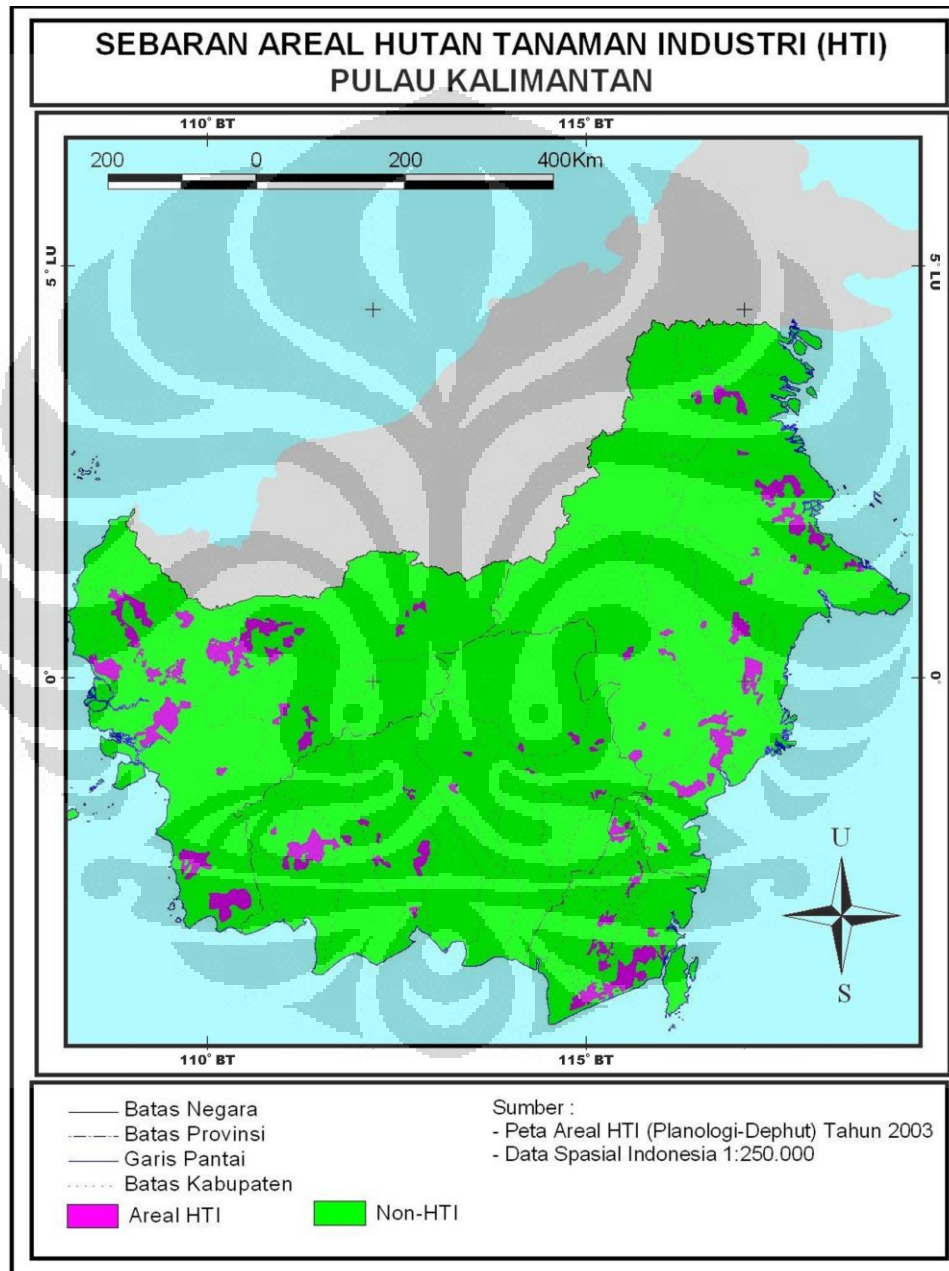 SEBARAN AREAL HUTAN TANAMAN INDUSTRI (HTI)
PULAU KALIMANTAN
110° BT 115° BT
200 0 200 400Km
5° LU 5° LU
0° 0°
U
S
110° BT 115° BT
Batas Negara
Batas Provinsi
Garis Pantai
Batas Kabupaten
Areal HTI Non-HTI
Sumber :
- Peta Areal HTI (Planologi-Dephut) Tahun 2003
- Data Spasial Indonesia 1:250.000